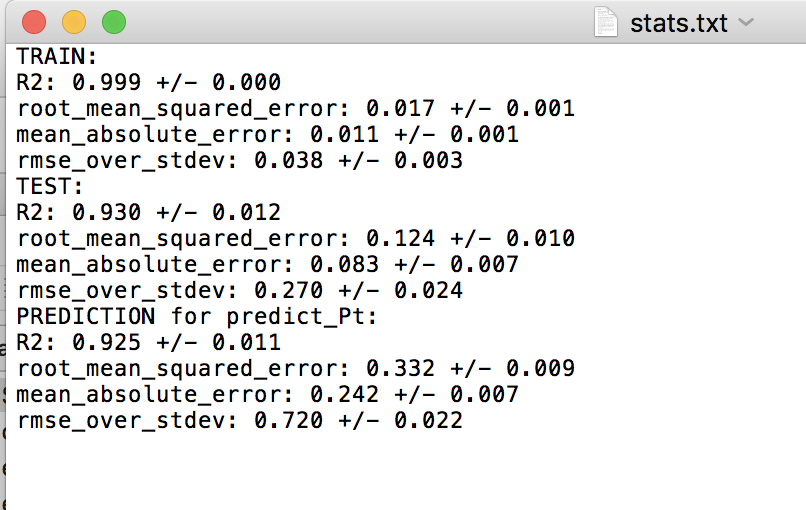 stats.txt
TRAIN:
R2: 0.999 +/- 0.000
root_mean_squared_error: 0.017 +/- 0.001
mean_absolute_error: 0.011 +/- 0.001
rmse_over_stdev: 0.038 +/- 0.003
TEST:
R2: 0.930 +/- 0.012
root_mean_squared_error: 0.124 +/- 0.010
mean_absolute_error: 0.083 +/- 0.007
rmse_over_stdev: 0.270 +/- 0.024
PREDICTION for predict_Pt:
R2: 0.925 +/- 0.011
root_mean_squared_error: 0.332 +/- 0.009
mean_absolute_error: 0.242 +/- 0.007
rmse_over_stdev: 0.720 +/- 0.022